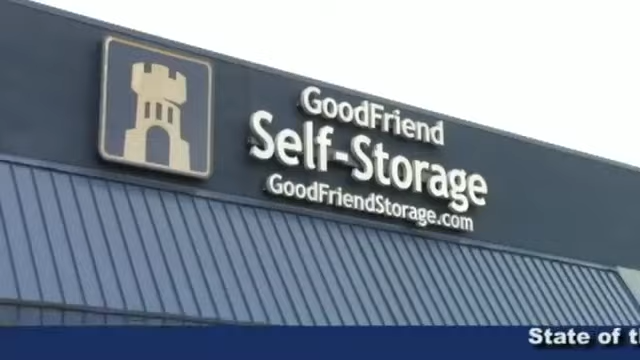 GoodFriend
Self-Storage
GoodFriendStorage.com
State of t